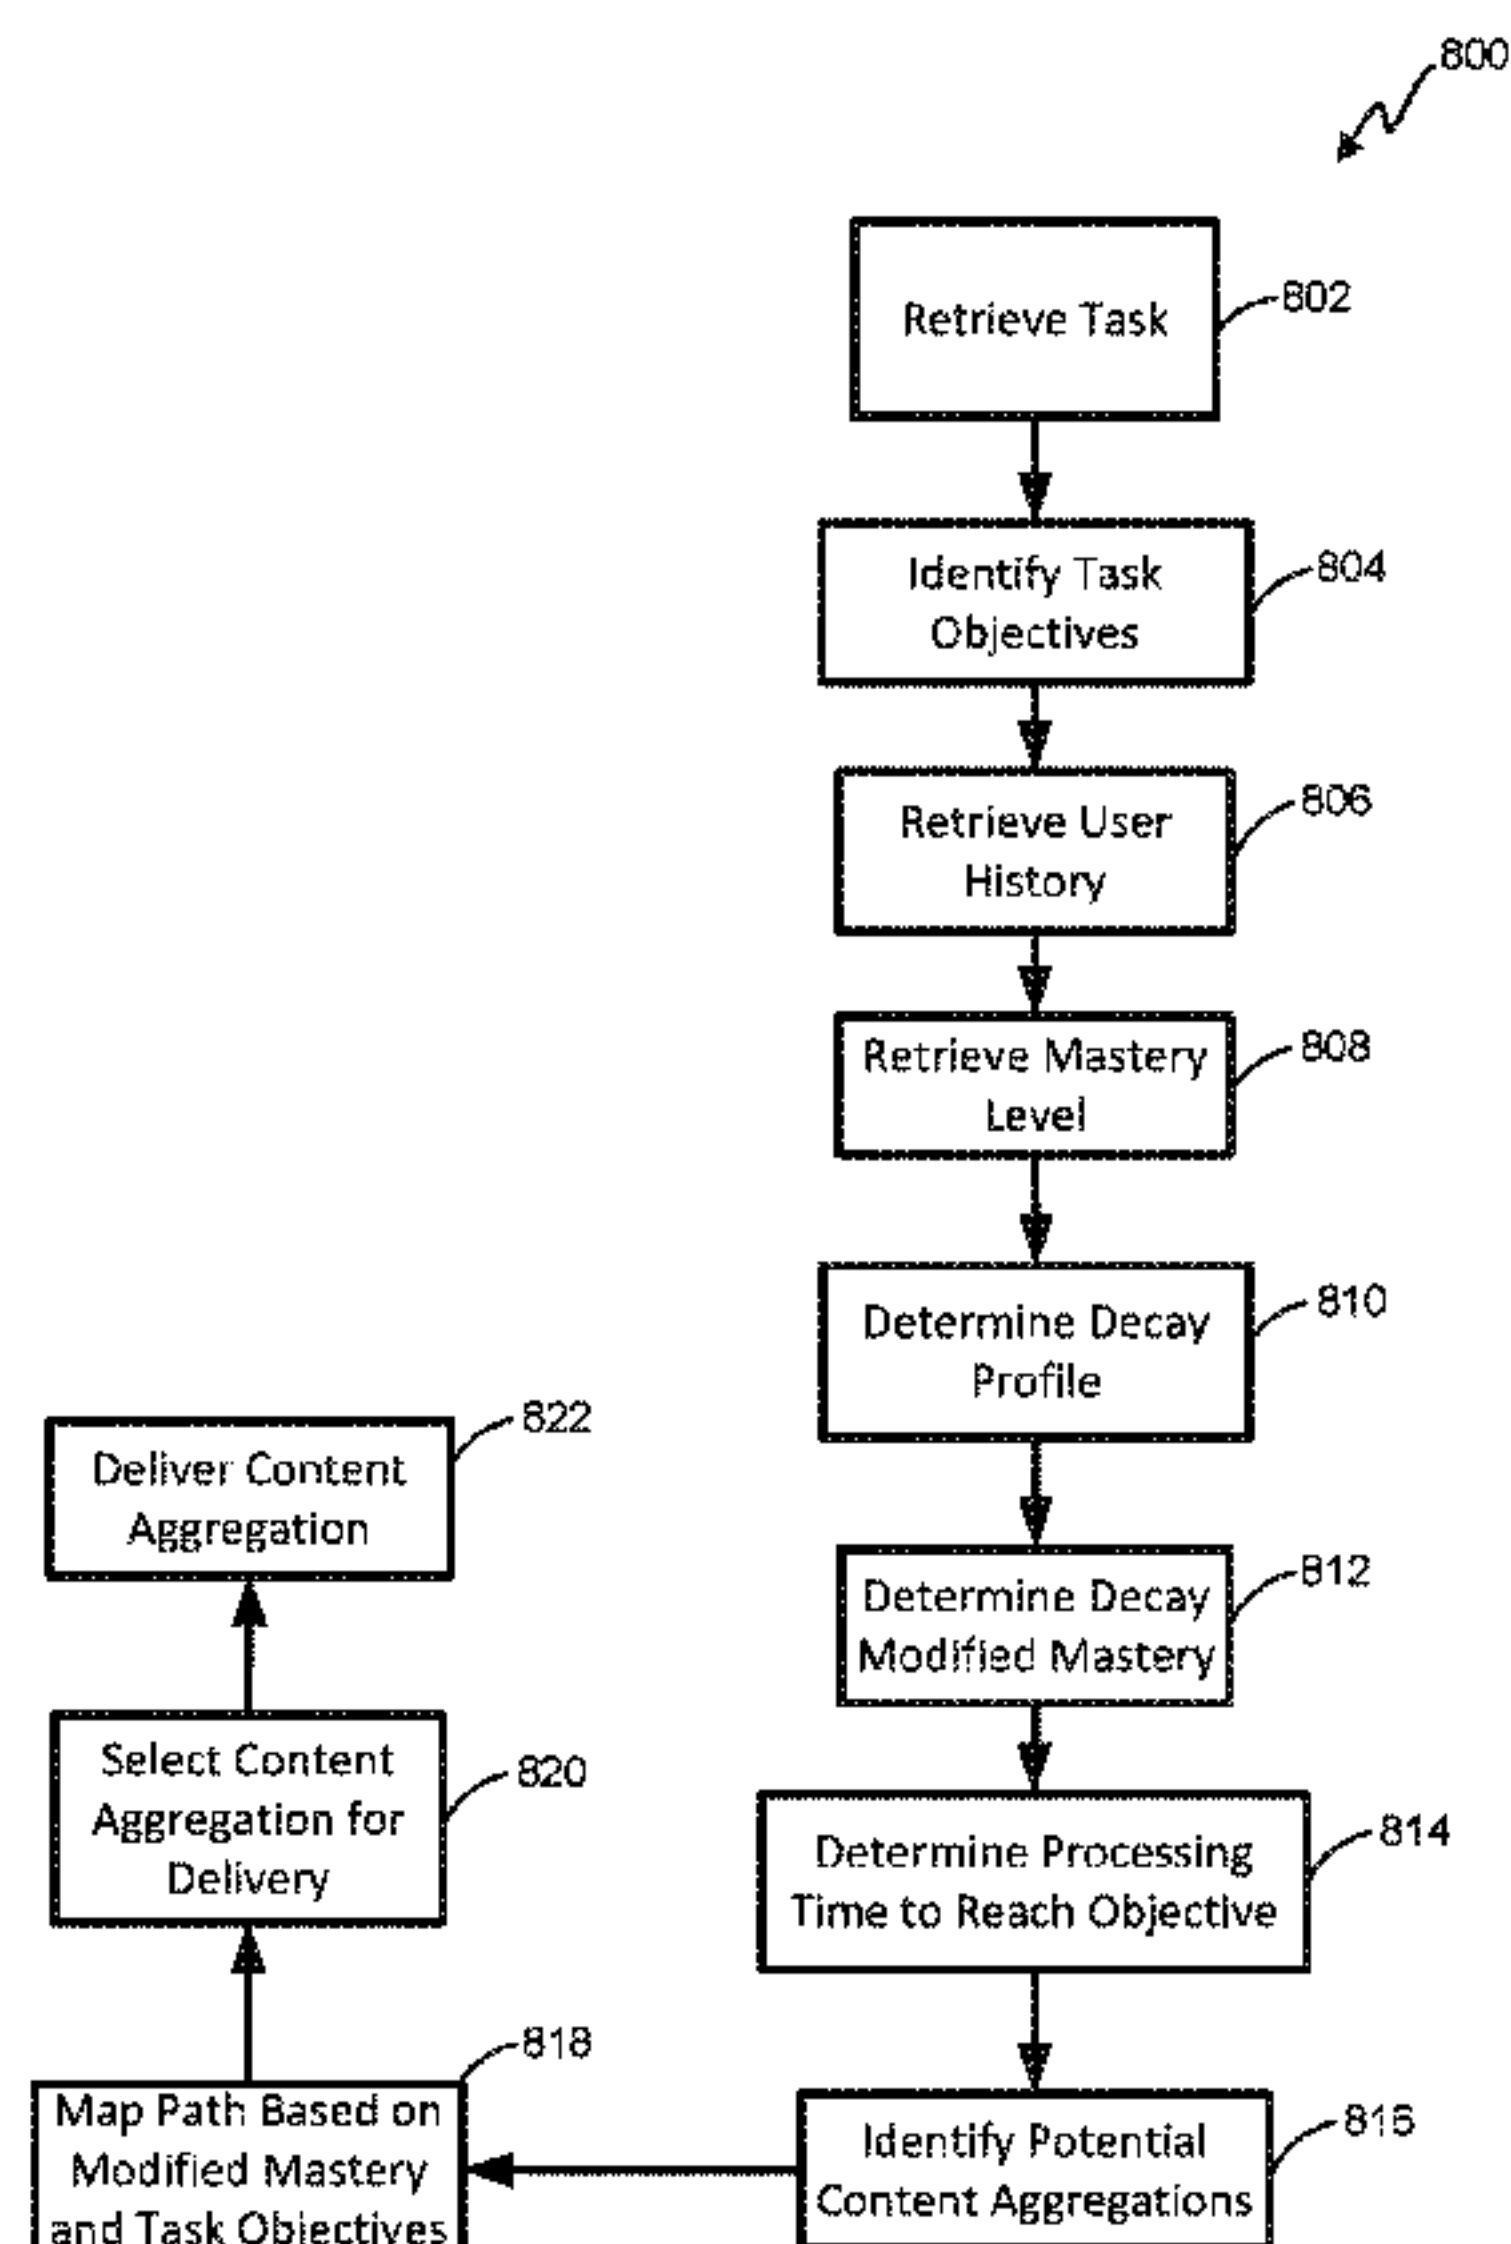 800
Retrieve Task
802
Identify Task
Objectives
804
Retrieve User
History
806
Retrieve Mastery
Level
808
Determine Decay
Profile
810
Determine Decay
Modified Mastery
812
Determine Processing
Time to Reach Objective
814
Identify Potential
Content Aggregations
816
Map Path Based on
Modified Mastery
and Task Objectives
818
Select Content
Aggregation for
Delivery
820
Deliver Content
Aggregation
822